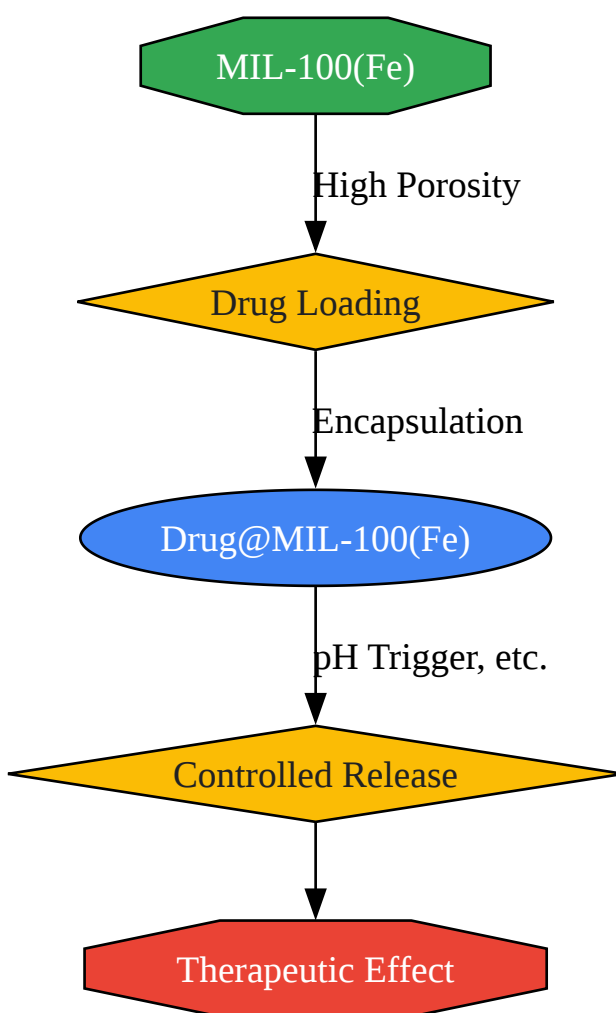 MIL-100(Fe)
High Porosity
Drug Loading
Encapsulation
Drug@MIL-100(Fe)
pH Trigger, etc.
Controlled Release
Therapeutic Effect